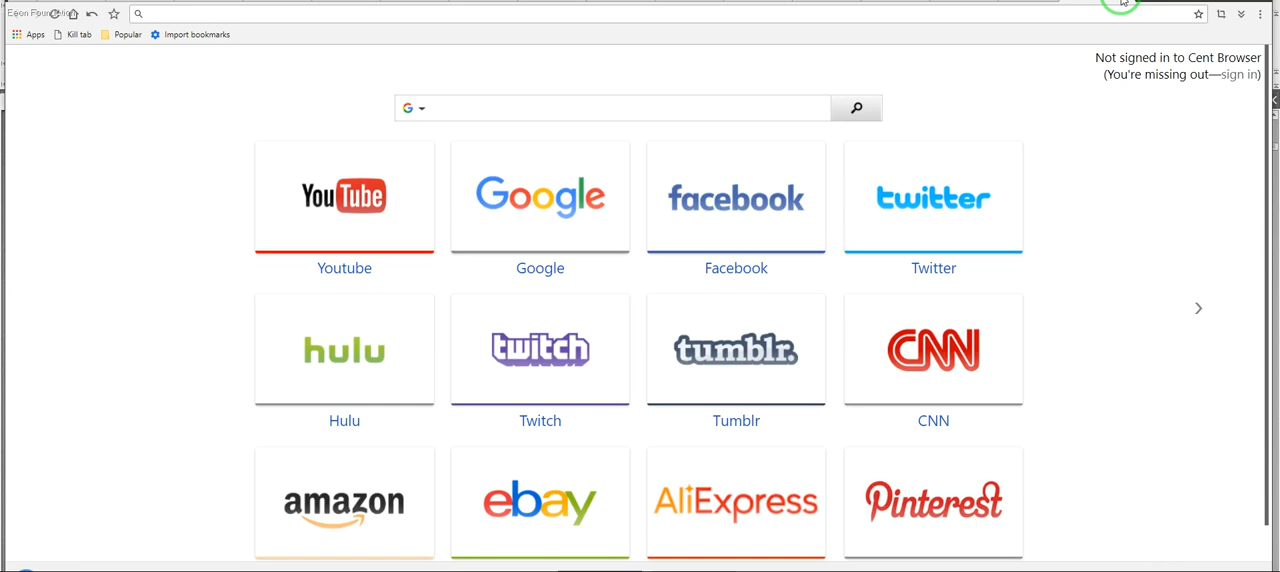 Eson Foundation
Apps Kill tab Popular Import bookmarks
Not signed in to Cent Browser
(You're missing out—sign in)
YouTube Google facebook twitter
Youtube Google Facebook Twitter
hulu twitch tumblr. CNN
Hulu Twitch Tumblr CNN
amazon ebay AliExpress Pinterest